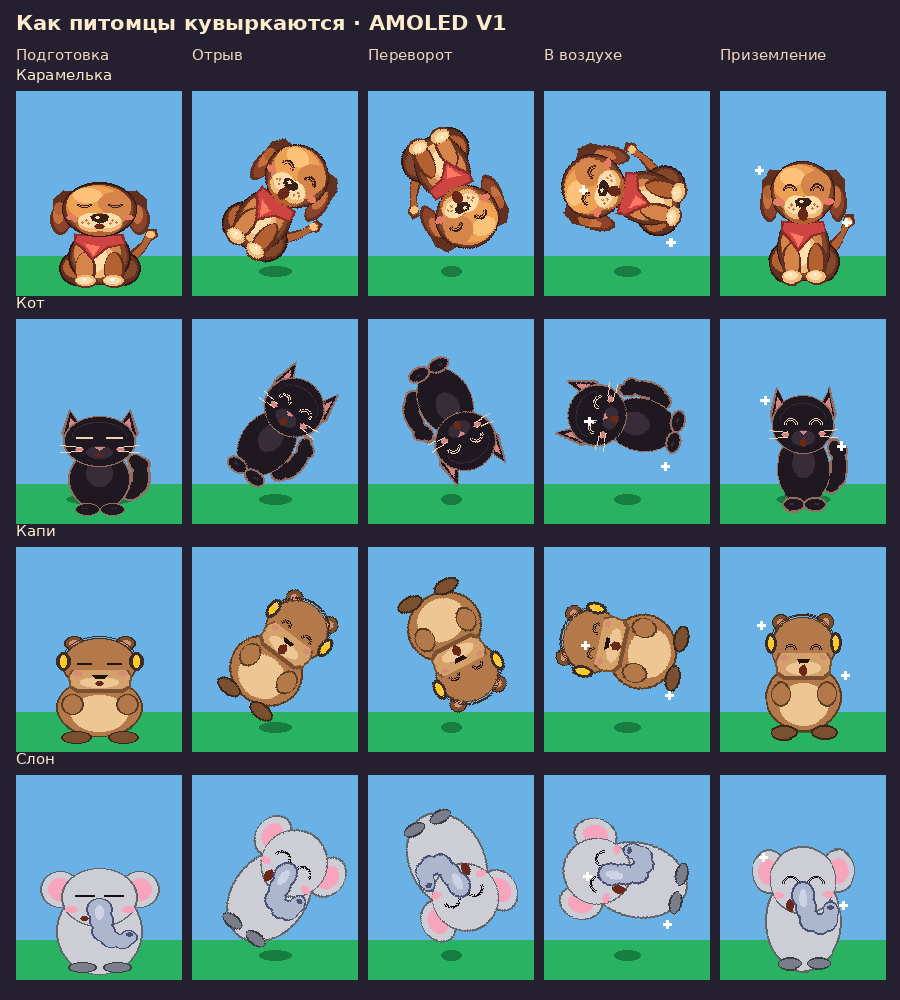 Как питомцы кувыркаются · AMOLED V1
Подготовка Отрыв Переворот В воздухе Приземление
Карамелька
Кот
Капи
Слон